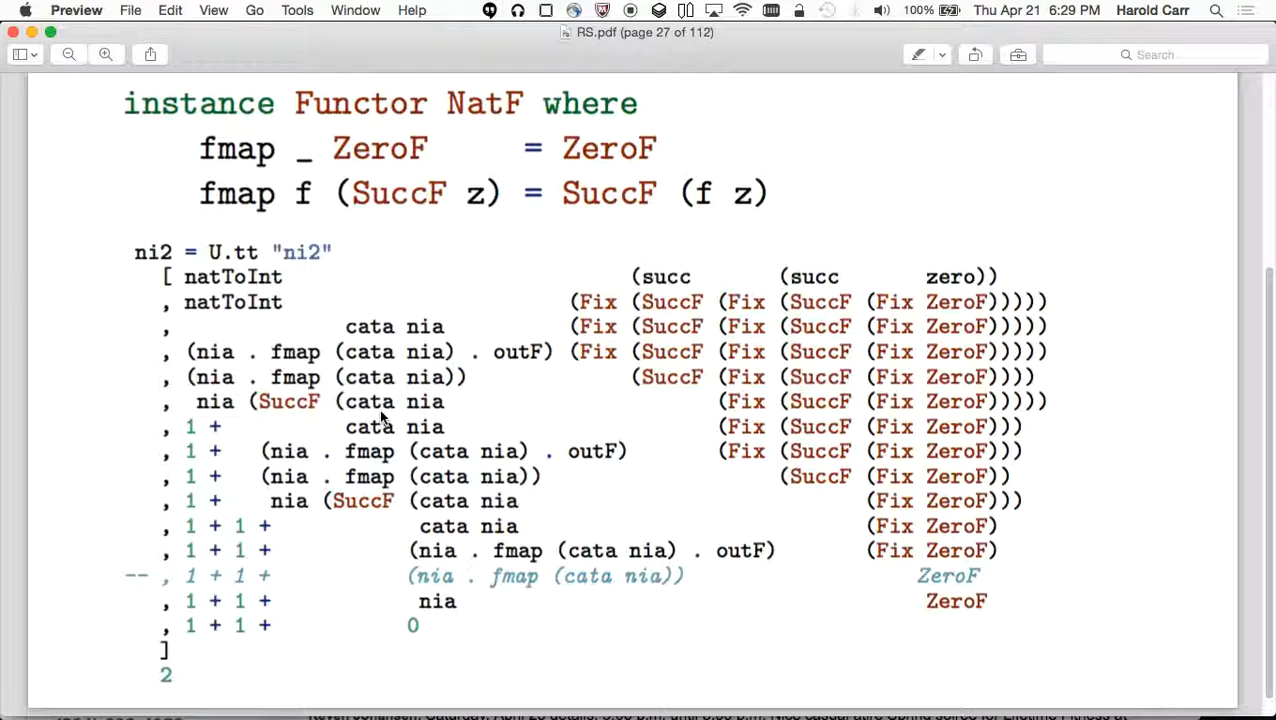 Preview File Edit View Go Tools Window Help 100% Thu Apr 21 6:29 PM Harold Carr
RS.pdf (page 27 of 112)
Search
instance Functor NatF where
fmap _ ZeroF = ZeroF
fmap f (SuccF z) = SuccF (f z)
ni2 = U.tt "ni2"
[ natToInt (succ (succ zero))
, natToInt (Fix (SuccF (Fix (SuccF (Fix ZeroF)))))
, cata nia (Fix (SuccF (Fix (SuccF (Fix ZeroF)))))
, (nia . fmap (cata nia) . outF) (Fix (SuccF (Fix (SuccF (Fix ZeroF)))))
, (nia . fmap (cata nia)) (SuccF (Fix (SuccF (Fix ZeroF))))
, nia (SuccF (cata nia (Fix (SuccF (Fix ZeroF)))))
, 1 + cata nia (Fix (SuccF (Fix ZeroF)))
, 1 + (nia . fmap (cata nia) . outF) (Fix (SuccF (Fix ZeroF)))
, 1 + (nia . fmap (cata nia)) (SuccF (Fix ZeroF))
, 1 + nia (SuccF (cata nia (Fix ZeroF)))
, 1 + 1 + cata nia (Fix ZeroF)
, 1 + 1 + (nia . fmap (cata nia) . outF) (Fix ZeroF)
-- , 1 + 1 + (nia . fmap (cata nia)) ZeroF
, 1 + 1 + nia ZeroF
, 1 + 1 + 0
]
2